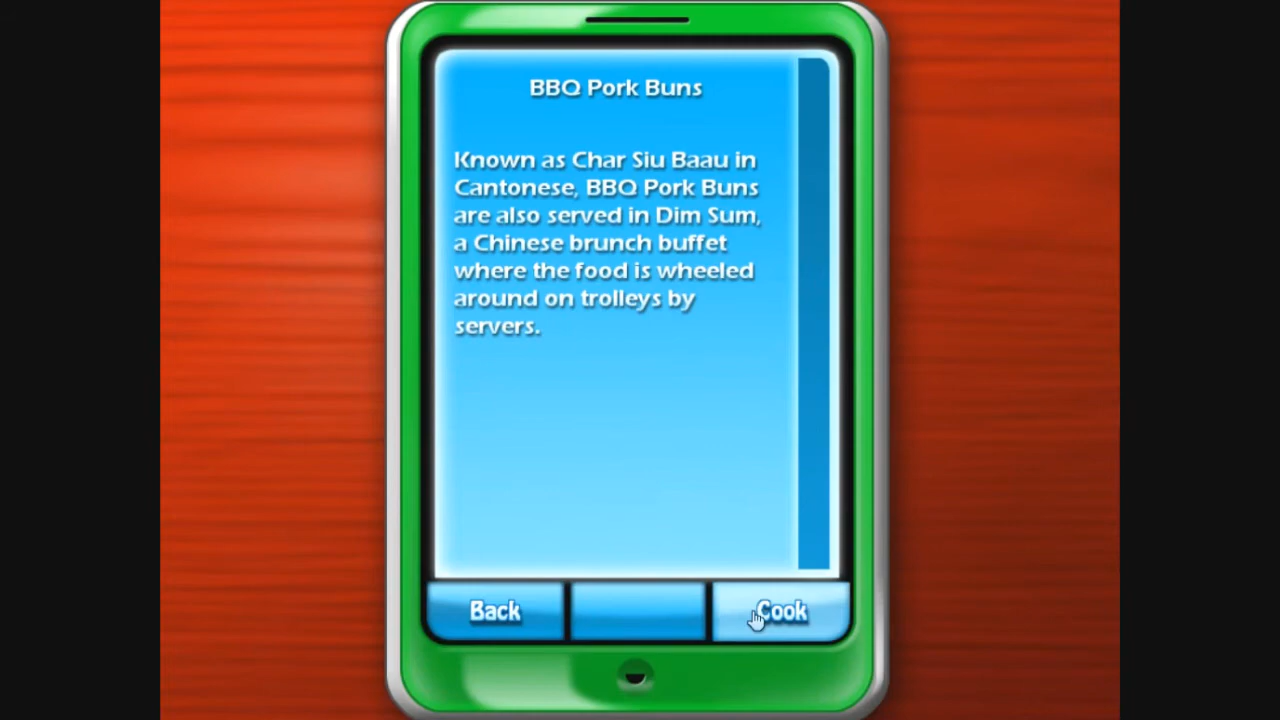 BBQ Pork Buns
Known as Char Siu Baau in
Cantonese, BBQ Pork Buns
are also served in Dim Sum,
a Chinese brunch buffet
where the food is wheeled
around on trolleys by
servers.
Back
Cook